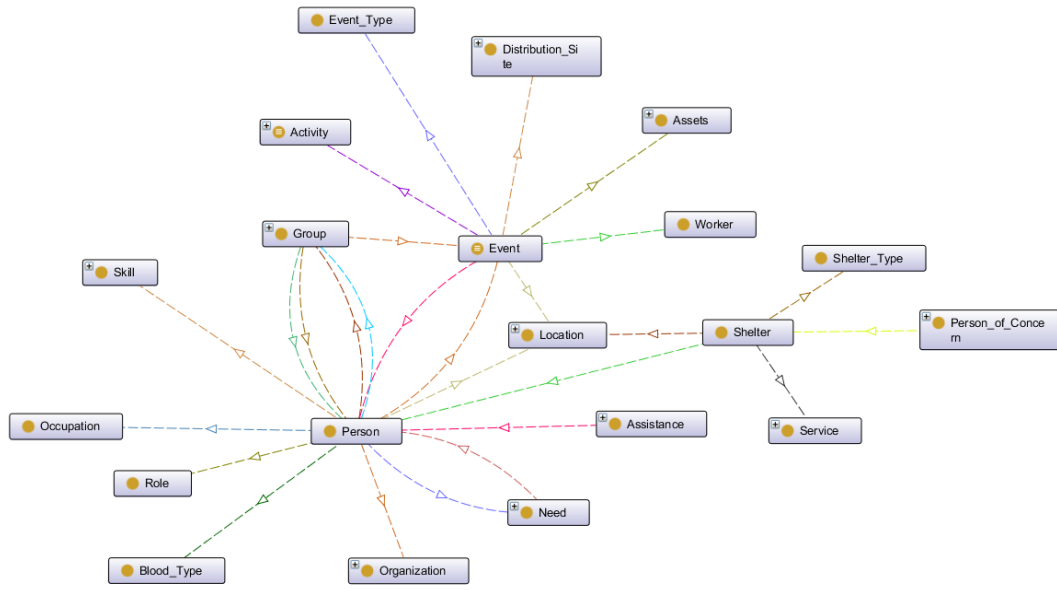 Event_Type
Distribution_Si
te
Assets
Activity
Worker
Group
Event
Shelter_Type
Skill
Person_of_Conce
rn
Location
Shelter
Occupation
Person
Assistance
Service
Role
Need
Blood_Type
Organization